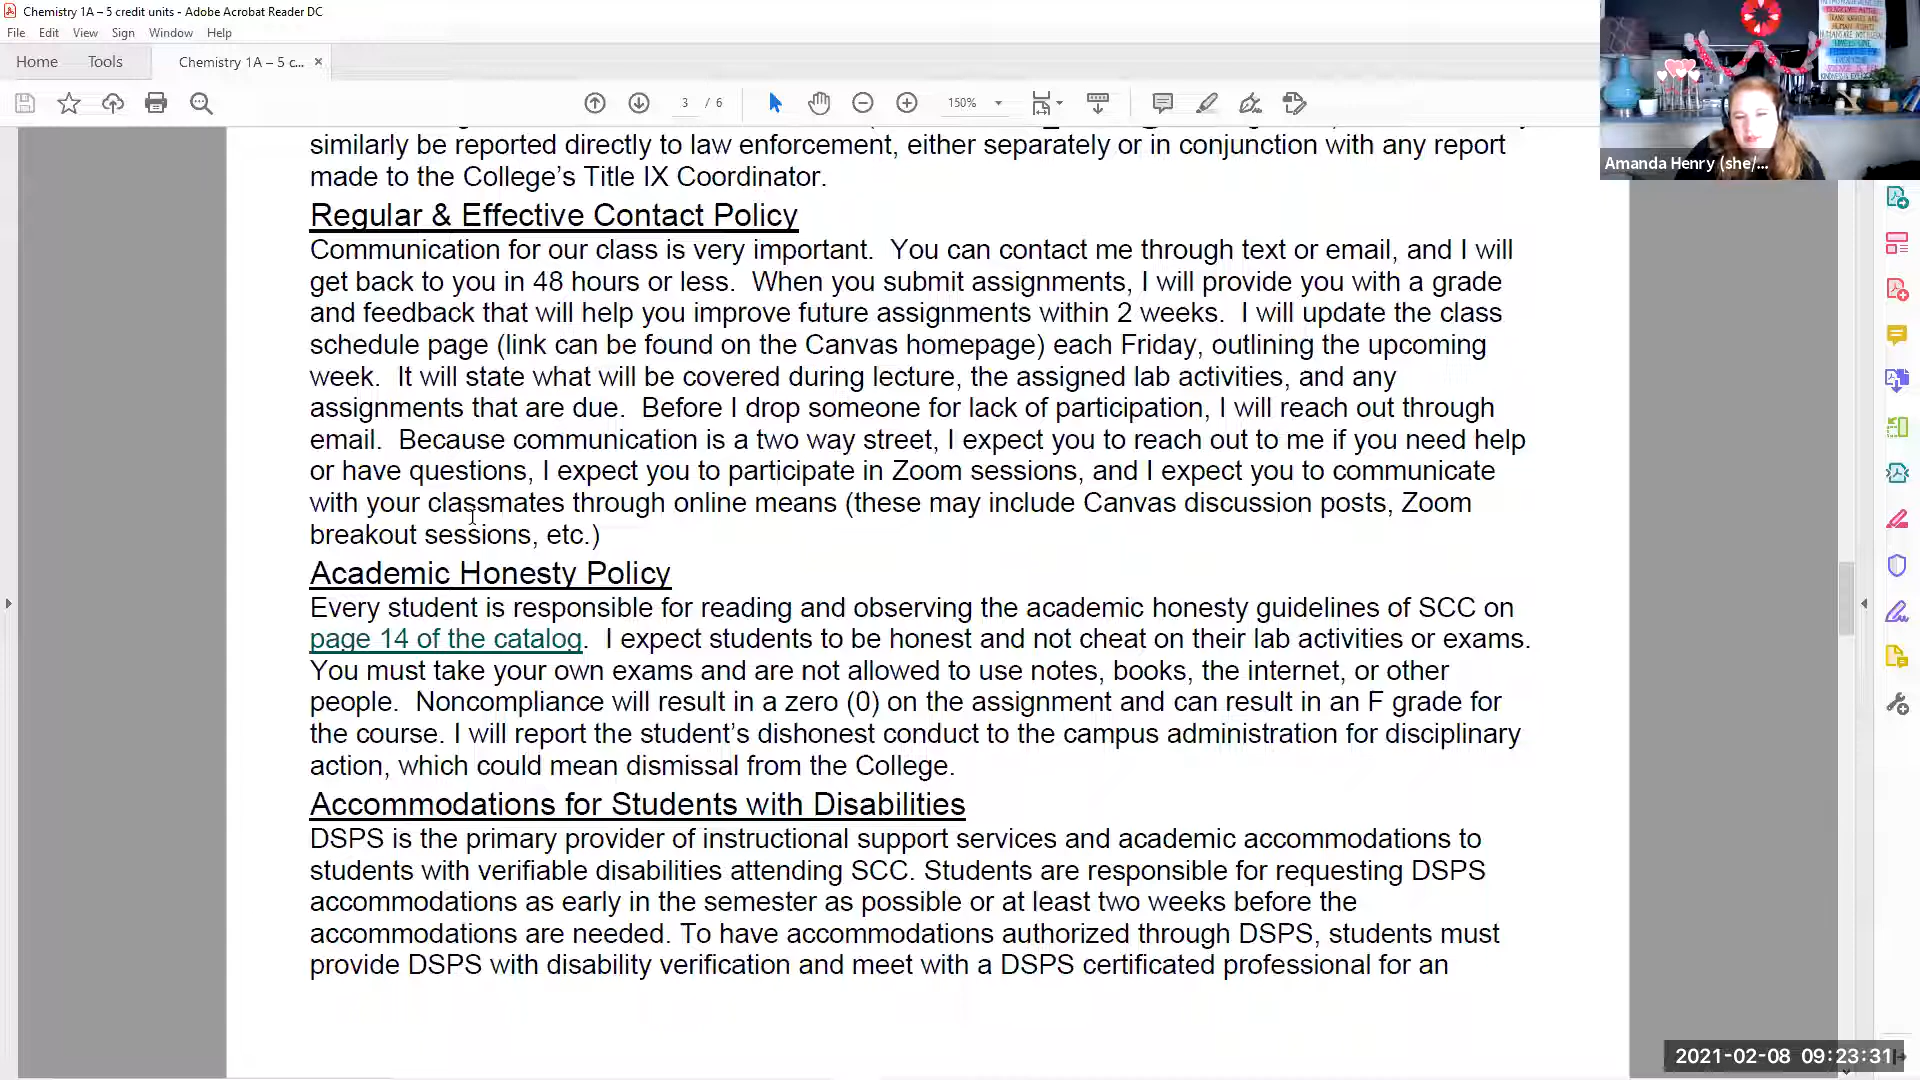 Chemistry 1A – 5 credit units - Adobe Acrobat Reader DC
File Edit View Sign Window Help
Home Tools Chemistry 1A – 5 c... ×
3 / 6 150%
similarly be reported directly to law enforcement, either separately or in conjunction with any report
made to the College’s Title IX Coordinator.
Regular & Effective Contact Policy
Communication for our class is very important.  You can contact me through text or email, and I will
get back to you in 48 hours or less.  When you submit assignments, I will provide you with a grade
and feedback that will help you improve future assignments within 2 weeks.  I will update the class
schedule page (link can be found on the Canvas homepage) each Friday, outlining the upcoming
week.  It will state what will be covered during lecture, the assigned lab activities, and any
assignments that are due.  Before I drop someone for lack of participation, I will reach out through
email.  Because communication is a two way street, I expect you to reach out to me if you need help
or have questions, I expect you to participate in Zoom sessions, and I expect you to communicate
with your classmates through online means (these may include Canvas discussion posts, Zoom
breakout sessions, etc.)
Academic Honesty Policy
Every student is responsible for reading and observing the academic honesty guidelines of SCC on
page 14 of the catalog.  I expect students to be honest and not cheat on their lab activities or exams.
You must take your own exams and are not allowed to use notes, books, the internet, or other
people.  Noncompliance will result in a zero (0) on the assignment and can result in an F grade for
the course. I will report the student’s dishonest conduct to the campus administration for disciplinary
action, which could mean dismissal from the College.
Accommodations for Students with Disabilities
DSPS is the primary provider of instructional support services and academic accommodations to
students with verifiable disabilities attending SCC. Students are responsible for requesting DSPS
accommodations as early in the semester as possible or at least two weeks before the
accommodations are needed. To have accommodations authorized through DSPS, students must
provide DSPS with disability verification and meet with a DSPS certificated professional for an
Amanda Henry (she/...
2021-02-08 09:23:31